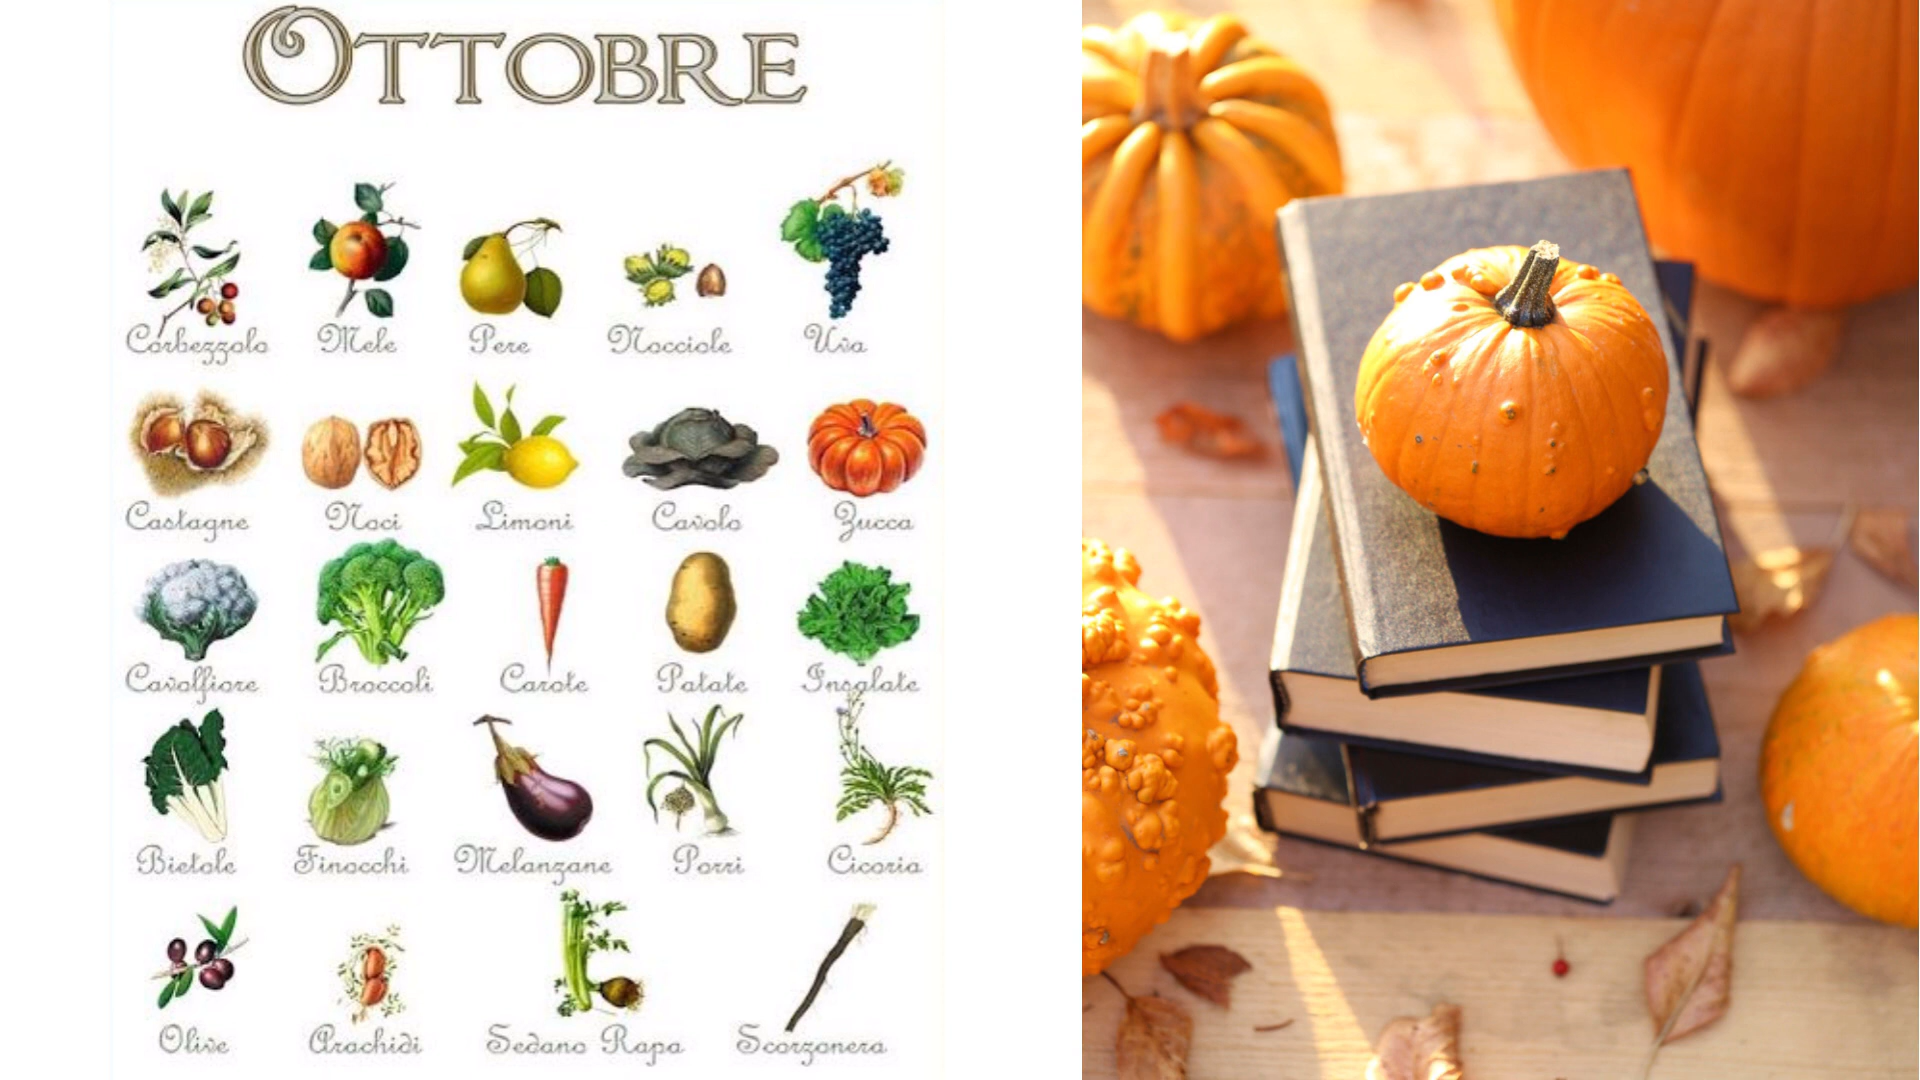 OTTOBRE
Corbezzolo Mele Pere Nocciole Uva
Castagne Noci Limoni Cavolo Zucca
Cavolfiore Broccoli Carote Patate Insalate
Bietole Finocchi Melanzane Porri Cicoria
Olive Arachidi Sedano Rapa Scorzonera